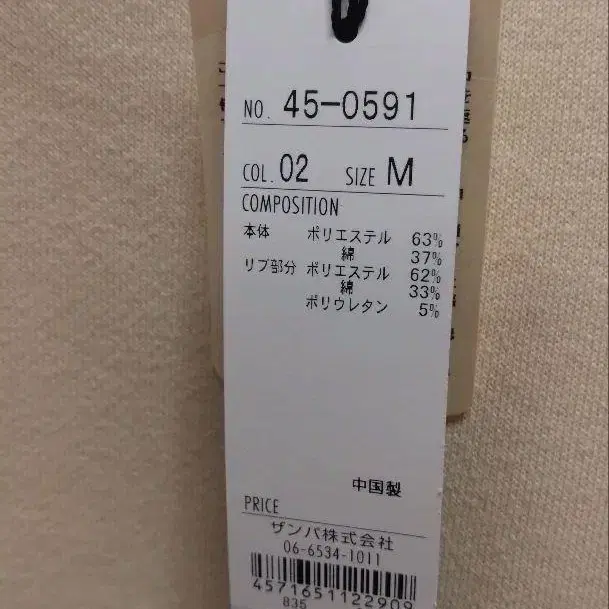 NO. 45-0591
COL. 02 SIZE M
COMPOSITION
本体 ポリエステル 63%
綿 37%
リブ部分 ポリエステル 62%
綿 33%
ポリウレタン 5%
中国製
PRICE
ザンパ株式会社
06-6534-1011
4571651122909
835